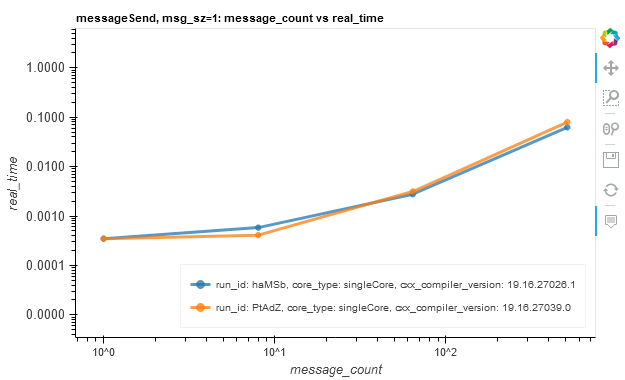 messageSend, msg_sz=1: message_count vs real_time
1.0000
0.1000
0.0100
0.0010
0.0001
0.0000
real_time
run_id: haMSb, core_type: singleCore, cxx_compiler_version: 19.16.27026.1
run_id: PtAdZ, core_type: singleCore, cxx_compiler_version: 19.16.27039.0
10^0
10^1
10^2
message_count